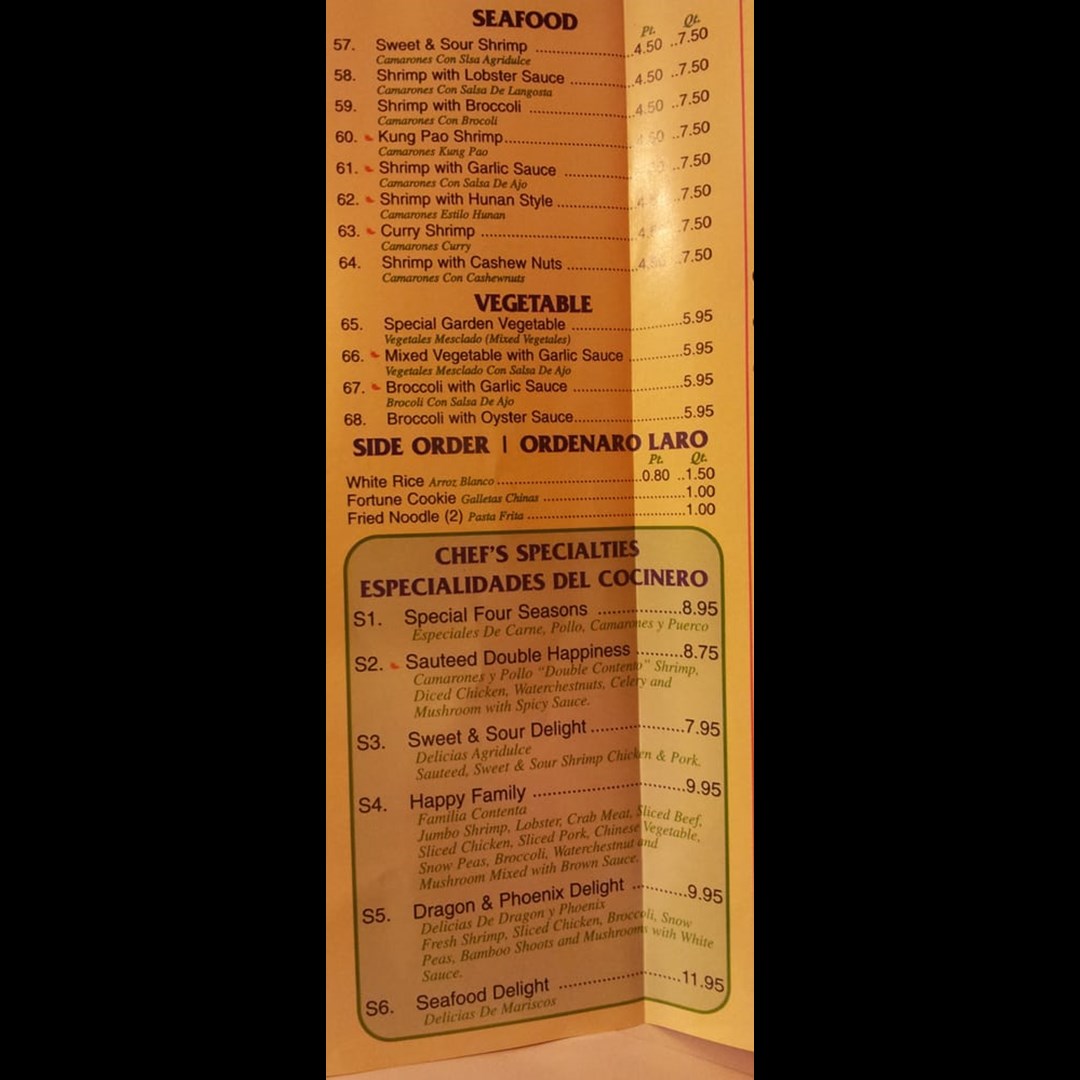 SEAFOOD
Pt. Qt.
57. Sweet & Sour Shrimp ..................4.50 ..7.50
Camarones Con Slsa Agridulce
58. Shrimp with Lobster Sauce ............4.50 ..7.50
Camarones Con Salsa De Langosta
59. Shrimp with Broccoli ....................4.50 ..7.50
Camarones Con Brocoli
60. Kung Pao Shrimp......................... ..7.50
Camarones Kung Pao
61. Shrimp with Garlic Sauce ............. ..7.50
Camarones Con Salsa De Ajo
62. Shrimp with Hunan Style .............. ..7.50
Camarones Estilo Hunan
63. Curry Shrimp ............................. ..7.50
Camarones Curry
64. Shrimp with Cashew Nuts ............. ..7.50
Camarones Con Cashewnuts
VEGETABLE
65. Special Garden Vegetable .....................5.95
Vegetales Mesclado (Mixed Vegetales)
66. Mixed Vegetable with Garlic Sauce ..........5.95
Vegetales Mesclado Con Salsa De Ajo
67. Broccoli with Garlic Sauce .....................5.95
Brocoli Con Salsa De Ajo
68. Broccoli with Oyster Sauce.....................5.95
SIDE ORDER | ORDENARO LARO
Pt. Qt.
White Rice Arroz Blanco ...........................0.80 ..1.50
Fortune Cookie Galletas Chinas ...........................1.00
Fried Noodle (2) Pasta Frita ...............................1.00
CHEF'S SPECIALTIES
ESPECIALIDADES DEL COCINERO
S1. Special Four Seasons .................8.95
Especiales De Carne, Pollo, Camarones y Puerco
S2. Sauteed Double Happiness ..........8.75
Camarones y Pollo "Double Contento" Shrimp,
Diced Chicken, Waterchestnuts, Celery and
Mushroom with Spicy Sauce.
S3. Sweet & Sour Delight ...................7.95
Delicias Agridulce
Sauteed, Sweet & Sour Shrimp Chicken & Pork.
S4. Happy Family ...............................9.95
Familia Contenta
Jumbo Shrimp, Lobster, Crab Meat, Sliced Beef,
Sliced Chicken, Sliced Pork, Chinese Vegetable,
Snow Peas, Broccoli, Waterchestnut and
Mushroom Mixed with Brown Sauce.
S5. Dragon & Phoenix Delight ...........9.95
Delicias De Dragon y Phoenix
Fresh Shrimp, Sliced Chicken, Broccoli, Snow
Peas, Bamboo Shoots and Mushrooms with White
Sauce.
S6. Seafood Delight .........................11.95
Delicias De Mariscos